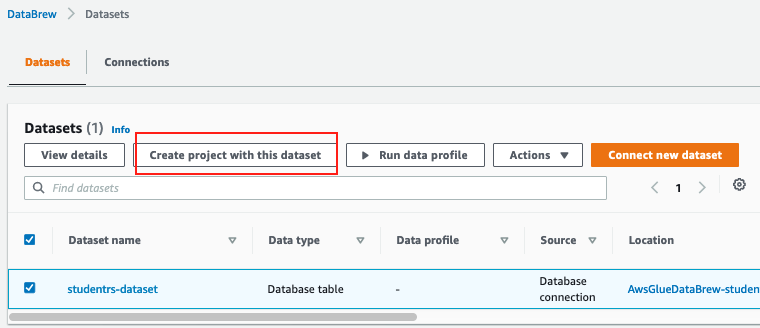 DataBrew > Datasets
Datasets Connections
Datasets (1) Info
View details Create project with this dataset Run data profile Actions Connect new dataset
Find datasets 1
Dataset name Data type Data profile Source Location
studentrs-dataset Database table - Database connection AwsGlueDataBrew-studen